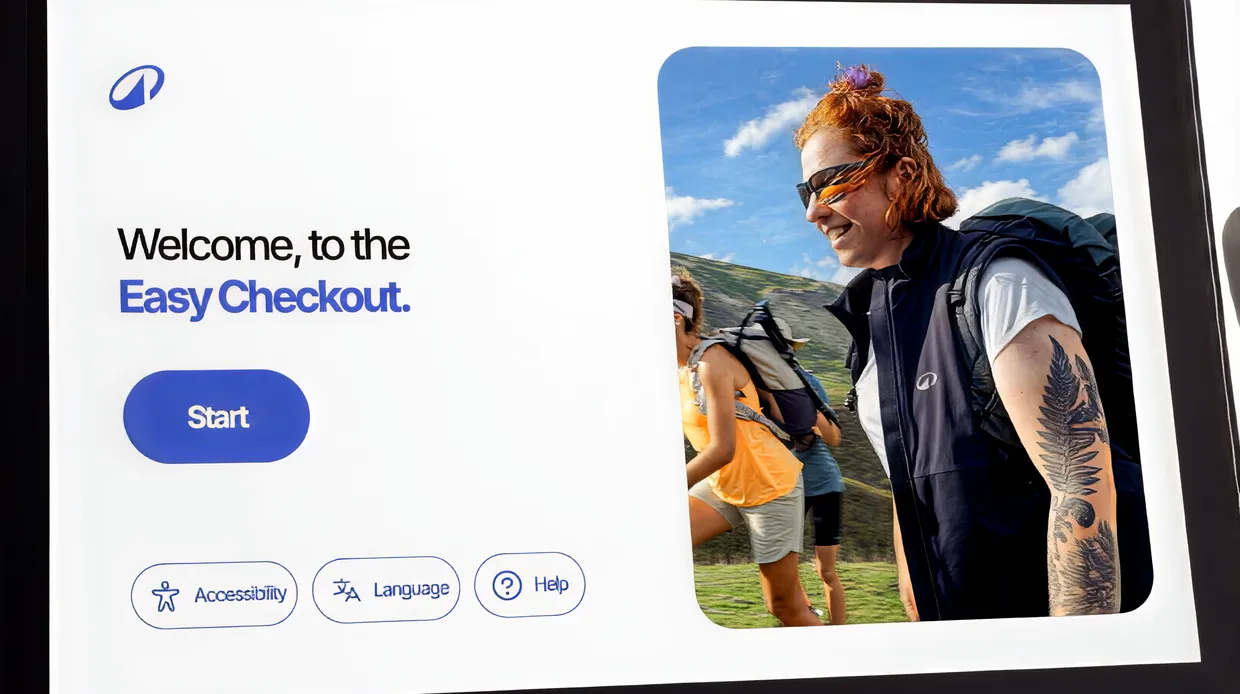 Welcome, to the
Easy Checkout.
Start
Accessibility
Language
Help